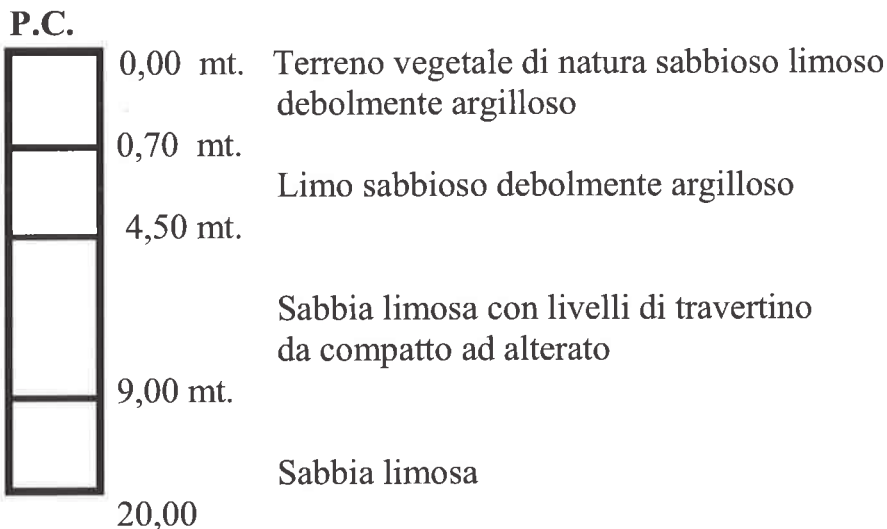 P.C.
0,00 mt. Terreno vegetale di natura sabbioso limoso
debolmente argilloso
0,70 mt.
Limo sabbioso debolmente argilloso
4,50 mt.
Sabbia limosa con livelli di travertino
da compatto ad alterato
9,00 mt.
Sabbia limosa
20,00